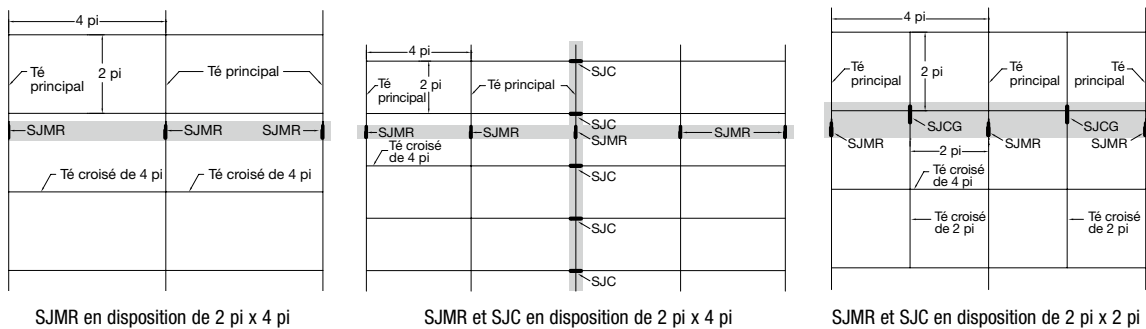 4 pi
Té
principal
2 pi
Té principal
SJMR
SJMR
SJMR
Té croisé de 4 pi
Té croisé de 4 pi
SJMR en disposition de 2 pi x 4 pi
4 pi
SJC
Té
principal
2 pi
Té principal
SJC
SJMR
SJMR
SJMR
SJMR
Té croisé
de 4 pi
SJC
SJC
SJC
SJMR et SJC en disposition de 2 pi x 4 pi
4 pi
Té
principal
2 pi
Té
principal
Té
principal
SJCG
SJCG
SJMR
2 pi
SJMR
SJMR
Té croisé
de 4 pi
Té croisé
de 2 pi
Té croisé
de 2 pi
SJMR et SJC en disposition de 2 pi x 2 pi